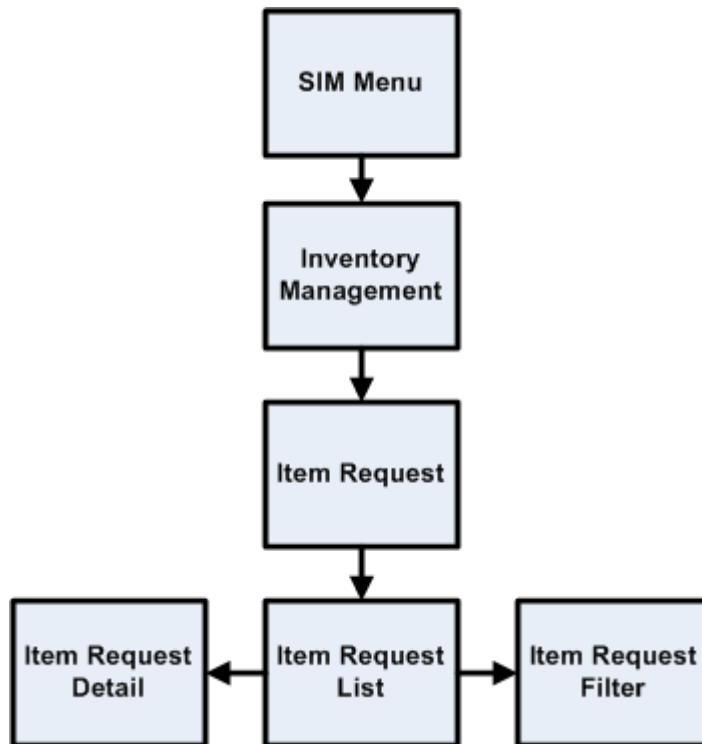 SIM Menu
Inventory
Management
Item Request
Item Request
Detail
Item Request
List
Item Request
Filter